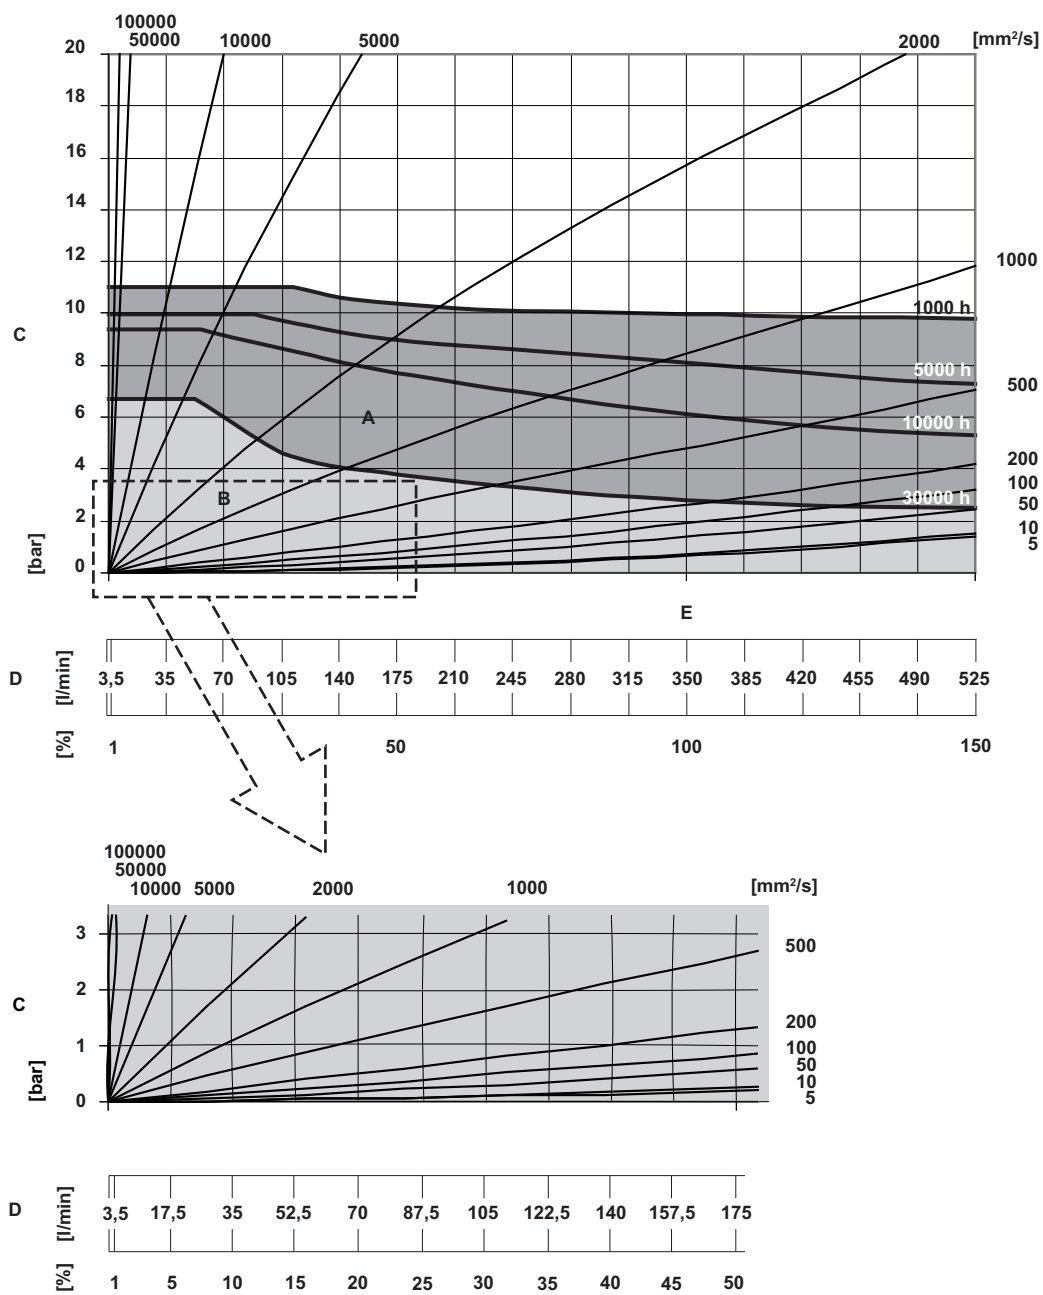 100000
50000 10000 5000 2000 [mm²/s]
20
18
16
14
12
1000
10 1000 h
C
8
5000 h
500
6
A
10000 h
4
200
B
30000 h
100
50
2
10
5
[bar]
0
E
D [l/min] 3,5 35 70 105 140 175 210 245 280 315 350 385 420 455 490 525
[%] 1 50 100 150
100000
50000
10000 5000 2000 1000 [mm²/s]
3
500
2
C
200
1
100
50
[bar]
10
0 5
D [l/min] 3,5 17,5 35 52,5 70 87,5 105 122,5 140 157,5 175
[%] 1 5 10 15 20 25 30 35 40 45 50